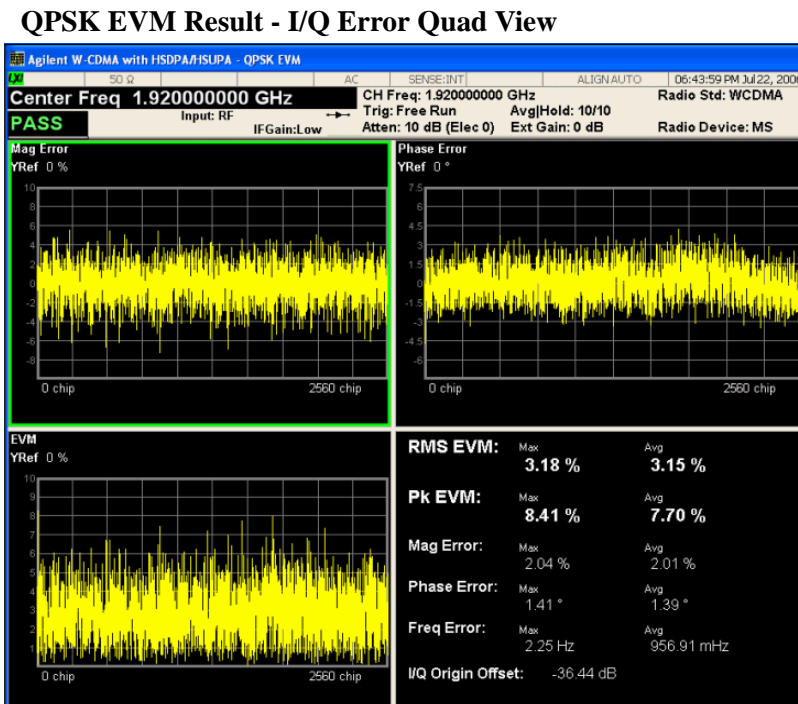 QPSK EVM Result - I/Q Error Quad View
Agilent W-CDMA with HSDPA/HSUPA - QPSK EVM
LXI 50 Ω AC SENSE:INT ALIGN AUTO 06:43:59 PM Jul 22, 2006
Center Freq 1.920000000 GHz
CH Freq: 1.920000000 GHz
Radio Std: WCDMA
Input: RF
Trig: Free Run Avg|Hold: 10/10
PASS
IFGain:Low
Atten: 10 dB (Elec 0) Ext Gain: 0 dB
Radio Device: MS
Mag Error
YRef 0 %
10
8
6
4
2
0
-2
-4
-6
-8
0 chip 2560 chip
Phase Error
YRef 0 °
7.5
6
4.5
3
1.5
0
-1.5
-3
-4.5
-6
0 chip 2560 chip
EVM
YRef 0 %
10
9
8
7
6
5
4
3
2
1
0 chip 2560 chip
RMS EVM: Max Avg
3.18 % 3.15 %
Pk EVM: Max Avg
8.41 % 7.70 %
Mag Error: Max Avg
2.04 % 2.01 %
Phase Error: Max Avg
1.41 ° 1.39 °
Freq Error: Max Avg
2.25 Hz 956.91 mHz
I/Q Origin Offset: -36.44 dB